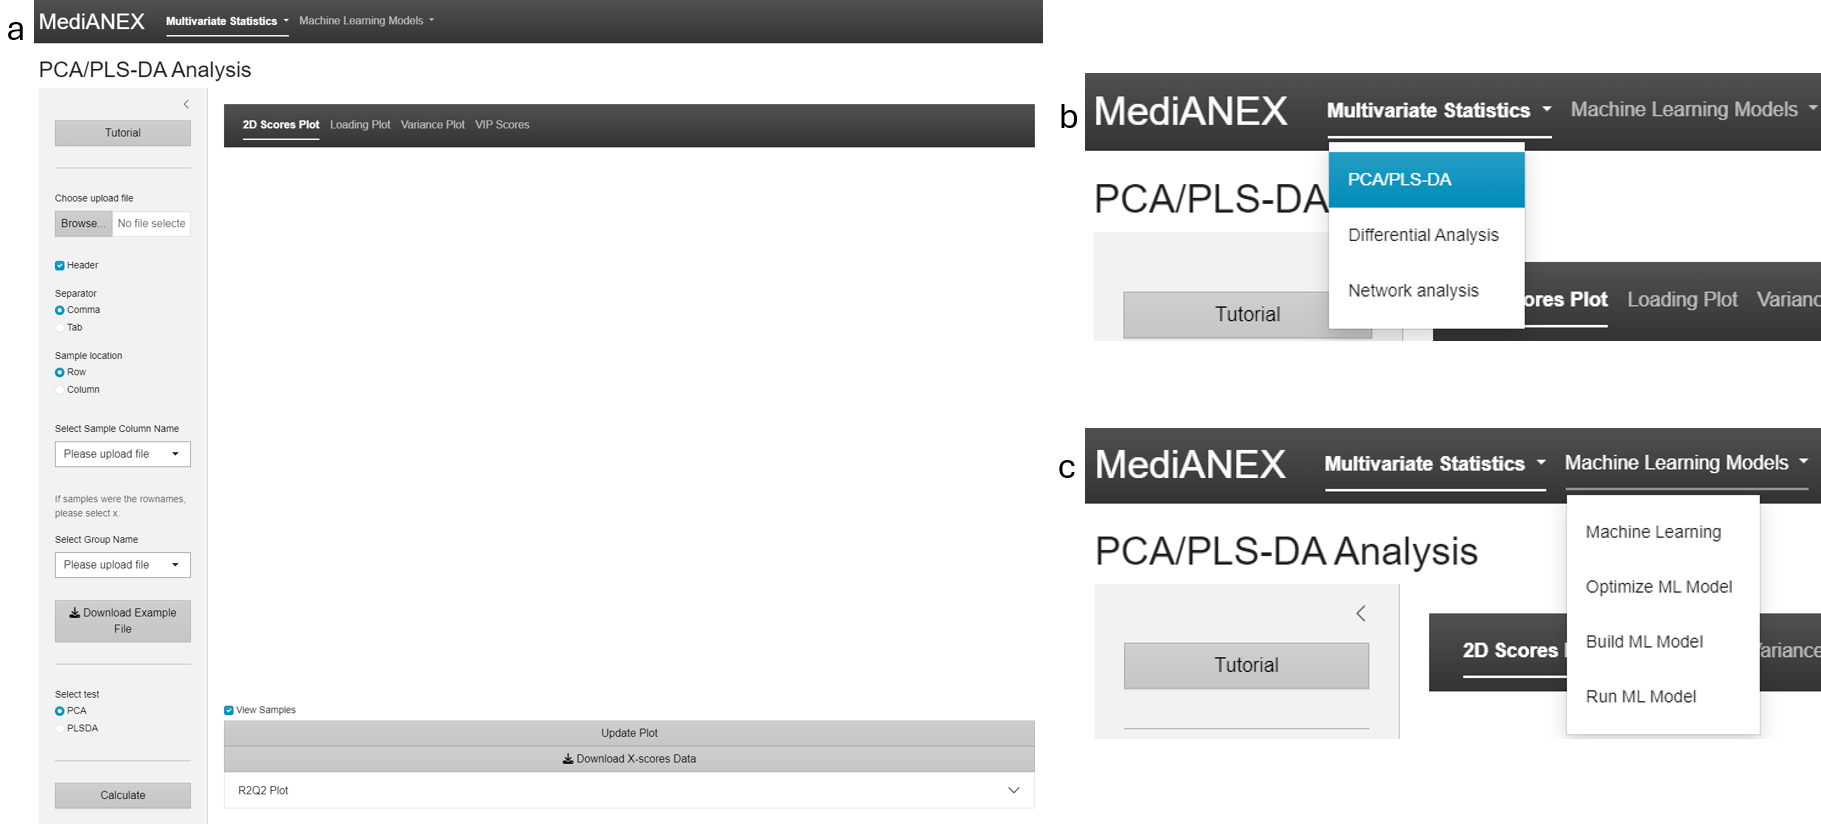 a
MediANEX
Multivariate Statistics
Machine Learning Models
PCA/PLS-DA Analysis
Tutorial
Choose upload file
Browse...
No file selecte
Header
Separator
Comma
Tab
Sample location
Row
Column
Select Sample Column Name
Please upload file
If samples were the rownames,
please select x.
Select Group Name
Please upload file
Download Example
File
Select test
PCA
PLSDA
Calculate
2D Scores Plot
Loading Plot
Variance Plot
VIP Scores
View Samples
Update Plot
Download X-scores Data
R2Q2 Plot
b
MediANEX
Multivariate Statistics
Machine Learning Models
PCA/PLS-DA
PCA/PLS-DA
Differential Analysis
Network analysis
Tutorial
ores Plot
Loading Plot
Varianc
c
MediANEX
Multivariate Statistics
Machine Learning Models
PCA/PLS-DA Analysis
Machine Learning
Optimize ML Model
Build ML Model
Run ML Model
Tutorial
2D Scores
ariance